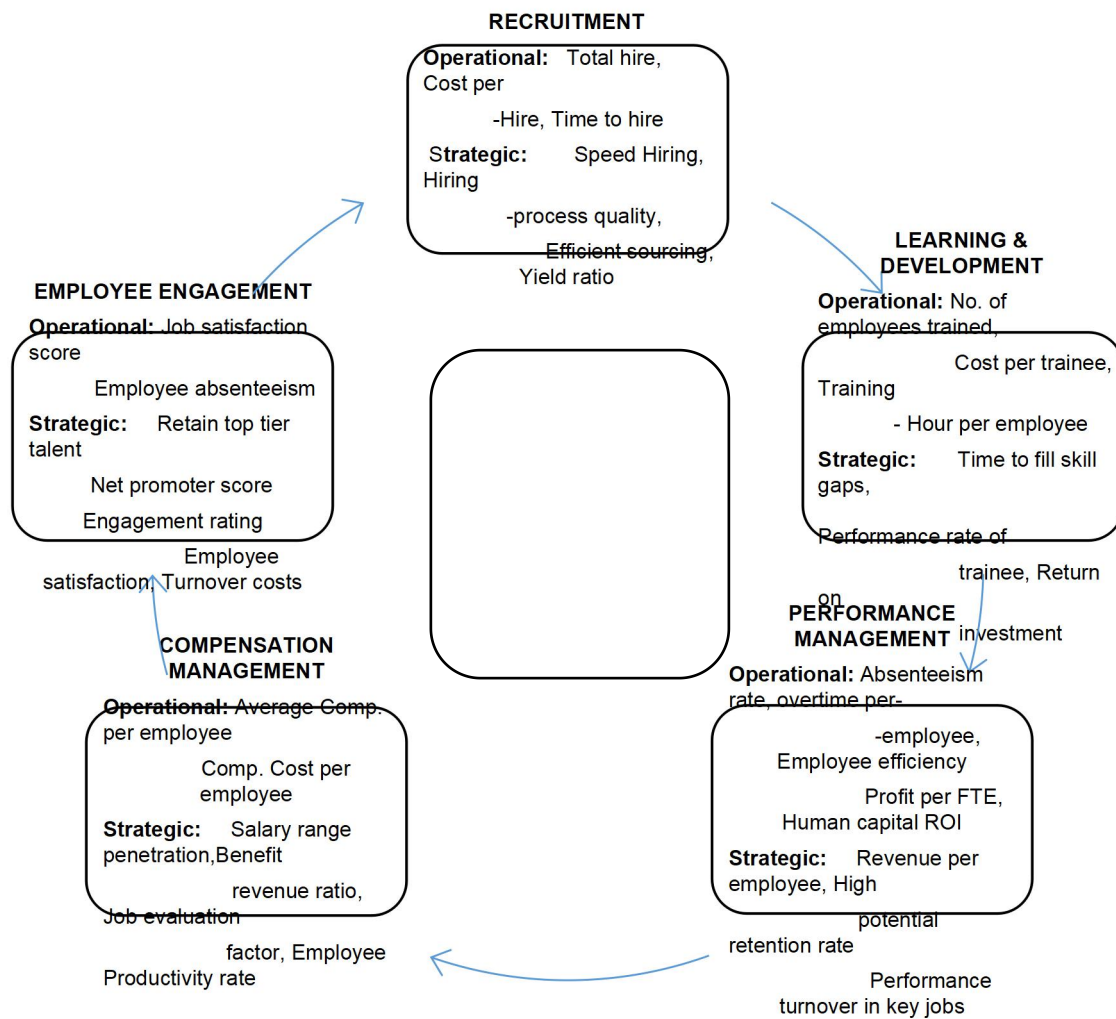 RECRUITMENT
Operational: Total hire,
Cost per
-Hire, Time to hire
Strategic: Speed Hiring,
Hiring
-process quality,
Efficient sourcing,
Yield ratio
LEARNING &
DEVELOPMENT
Operational: No. of
employees trained,
Cost per trainee,
Training
- Hour per employee
Strategic: Time to fill skill
gaps,
Performance rate of
trainee, Return
on
investment
PERFORMANCE
MANAGEMENT
Operational: Absenteeism
rate, overtime per-
-employee,
Employee efficiency
Profit per FTE,
Human capital ROI
Strategic: Revenue per
employee, High
potential
retention rate
Performance
turnover in key jobs
COMPENSATION
MANAGEMENT
Operational: Average Comp.
per employee
Comp. Cost per
employee
Strategic: Salary range
penetration,Benefit
revenue ratio,
Job evaluation
factor, Employee
Productivity rate
EMPLOYEE ENGAGEMENT
Operational: Job satisfaction
score
Employee absenteeism
Strategic: Retain top tier
talent
Net promoter score
Engagement rating
Employee
satisfaction, Turnover costs